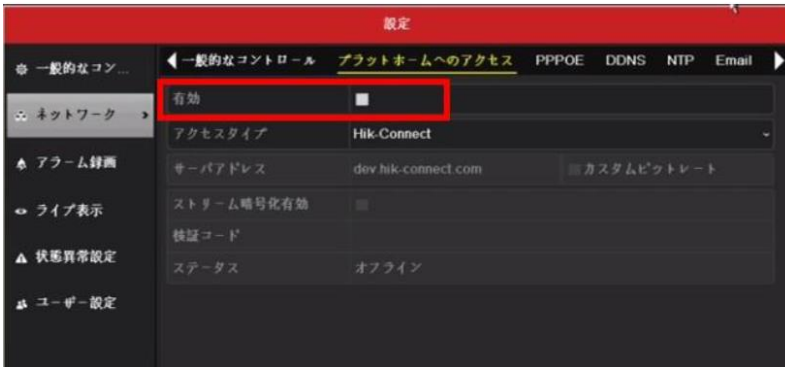 設定
一般的なコン...
ネットワーク
アラーム録画
ライブ表示
状態異常設定
ユーザー設定
一般的なコントロール プラットホームへのアクセス PPPOE DDNS NTP Email
有効
アクセスタイプ Hik-Connect
サーバアドレス dev.hik-connect.com カスタムビットレート
ストリーム暗号化有効
検証コード
ステータス オフライン